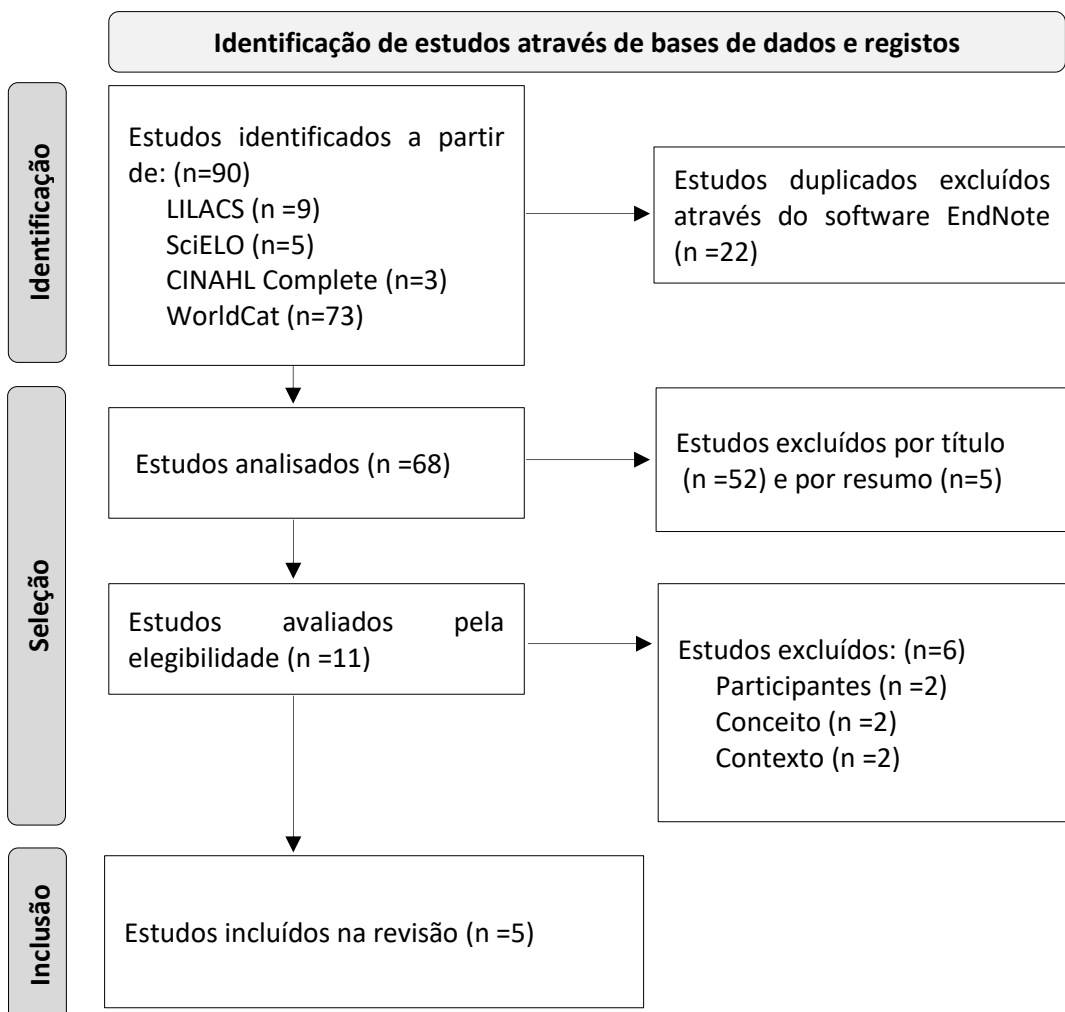 Identificação de estudos através de bases de dados e registos
Identificação
Estudos identificados a partir
de: (n=90)
LILACS (n =9)
SciELO (n=5)
CINAHL Complete (n=3)
WorldCat (n=73)
Estudos duplicados excluídos
através do software EndNote
(n =22)
Seleção
Estudos analisados (n =68)
Estudos excluídos por título
(n =52) e por resumo (n=5)
Estudos avaliados pela
elegibilidade (n =11)
Estudos excluídos: (n=6)
Participantes (n =2)
Conceito (n =2)
Contexto (n =2)
Inclusão
Estudos incluídos na revisão (n =5)